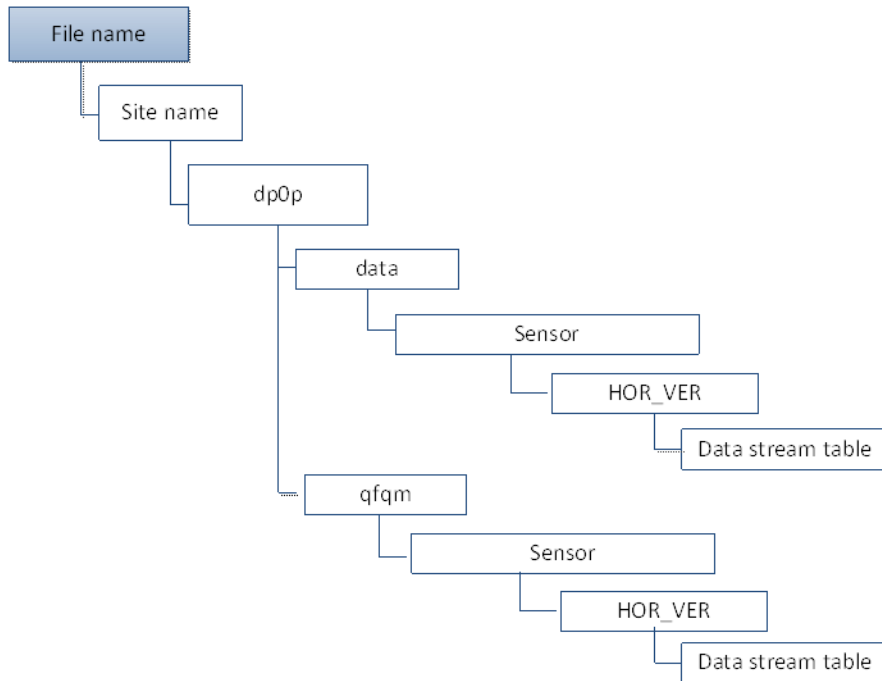 File name
Site name
dp0p
data
Sensor
HOR_VER
Data stream table
qfqm
Sensor
HOR_VER
Data stream table